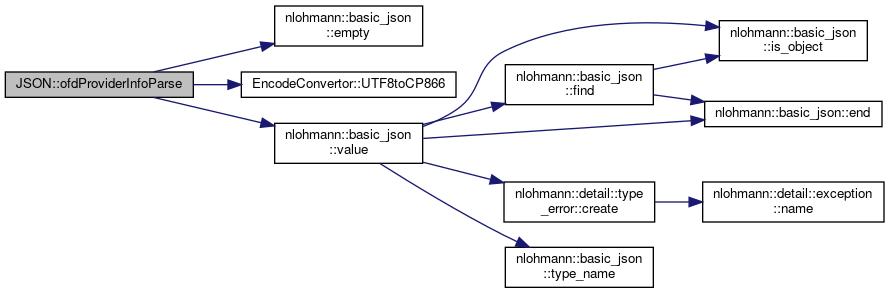 JSON::ofdProviderInfoParse
nlohmann::basic_json
::empty
EncodeConvertor::UTF8toCP866
nlohmann::basic_json
::value
nlohmann::basic_json
::find
nlohmann::basic_json
::is_object
nlohmann::basic_json::end
nlohmann::detail::type
_error::create
nlohmann::detail::exception
::name
nlohmann::basic_json
::type_name